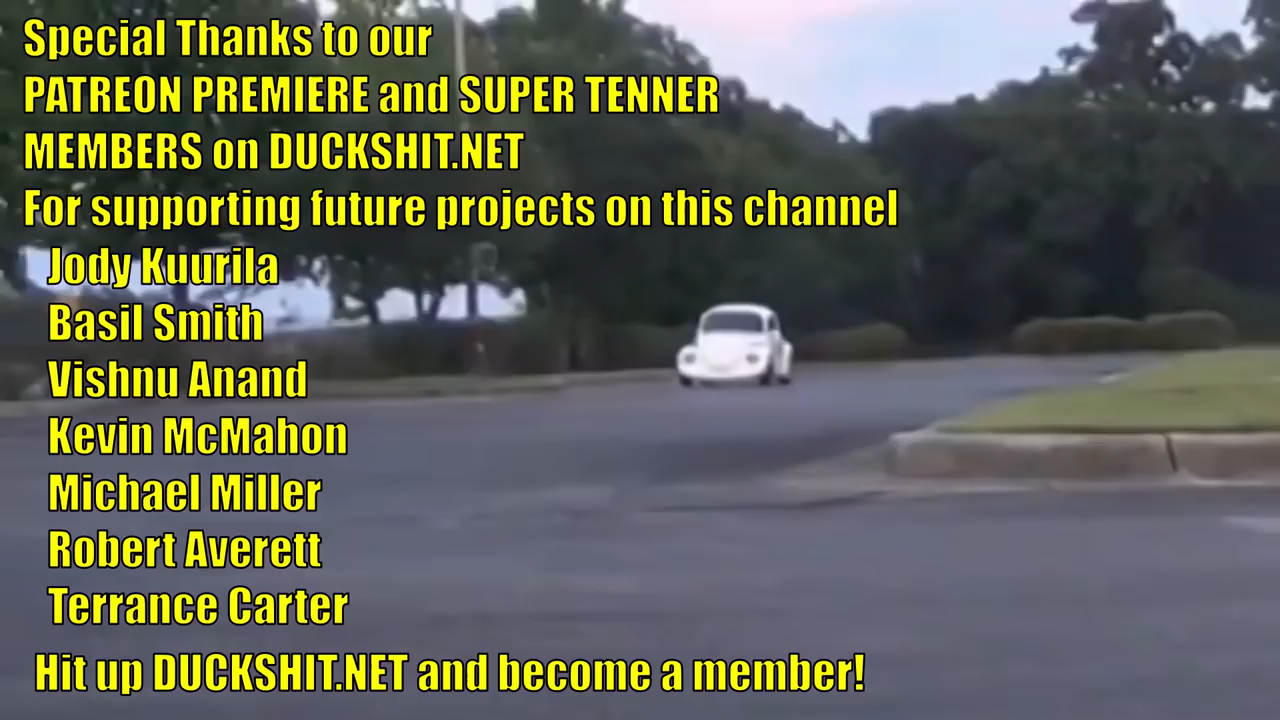 Special Thanks to our
PATREON PREMIERE and SUPER TENNER
MEMBERS on DUCKSHIT.NET
For supporting future projects on this channel
Jody Kuurila
Basil Smith
Vishnu Anand
Kevin McMahon
Michael Miller
Robert Averett
Terrance Carter
Hit up DUCKSHIT.NET and become a member!